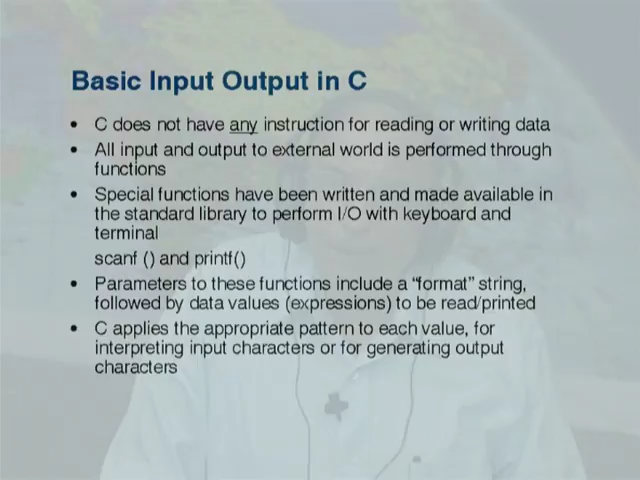 Basic Input Output in C
• C does not have any instruction for reading or writing data
• All input and output to external world is performed through
functions
• Special functions have been written and made available in
the standard library to perform I/O with keyboard and
terminal
scanf () and printf()
• Parameters to these functions include a “format” string,
followed by data values (expressions) to be read/printed
• C applies the appropriate pattern to each value, for
interpreting input characters or for generating output
characters